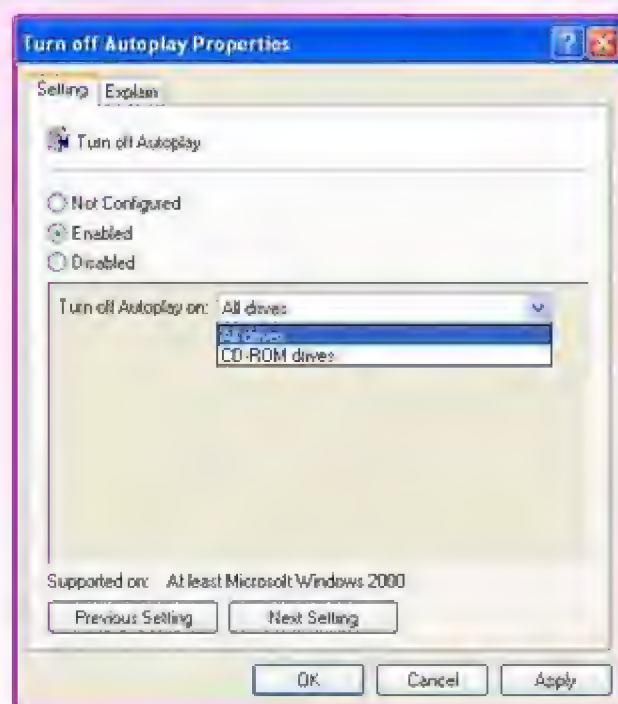 Turn off Autoplay Properties
Setting Explain
Turn off Autoplay
Not Configured
Enabled
Disabled
Turn off Autoplay on: All drives
All drives
CD-ROM drives
Supported on: At least Microsoft Windows 2000
Previous Setting Next Setting
OK Cancel Apply